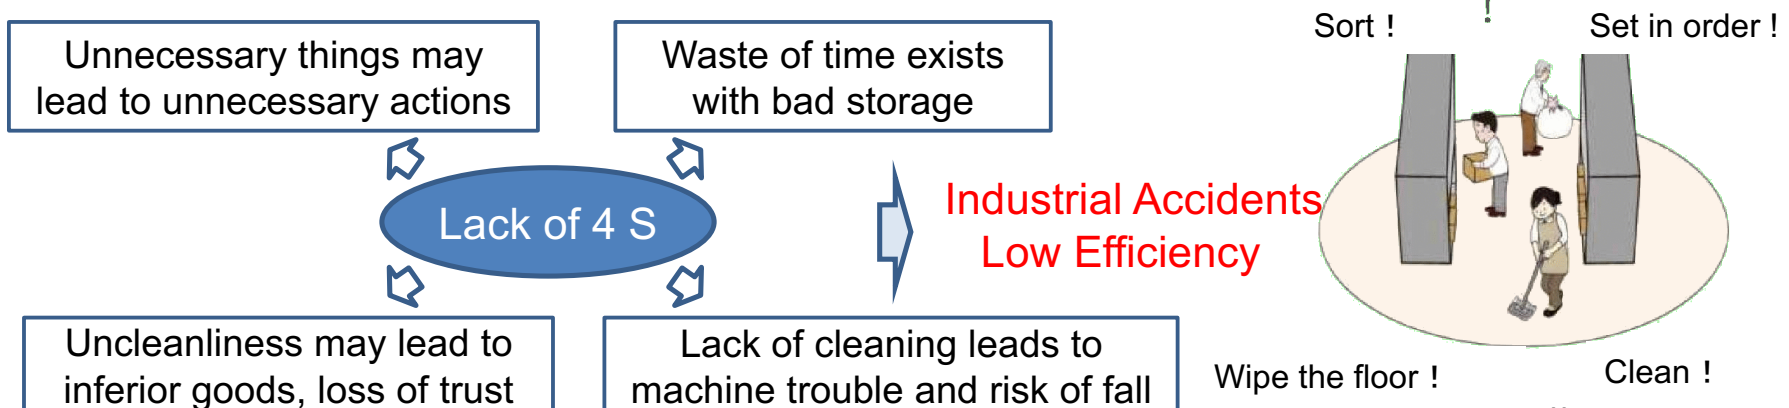 Unnecessary things may
lead to unnecessary actions
Waste of time exists
with bad storage
Lack of 4 S
Industrial Accidents
Low Efficiency
Uncleanliness may lead to
inferior goods, loss of trust
Lack of cleaning leads to
machine trouble and risk of fall
!
Sort !
Set in order !
Wipe the floor !
Clean !